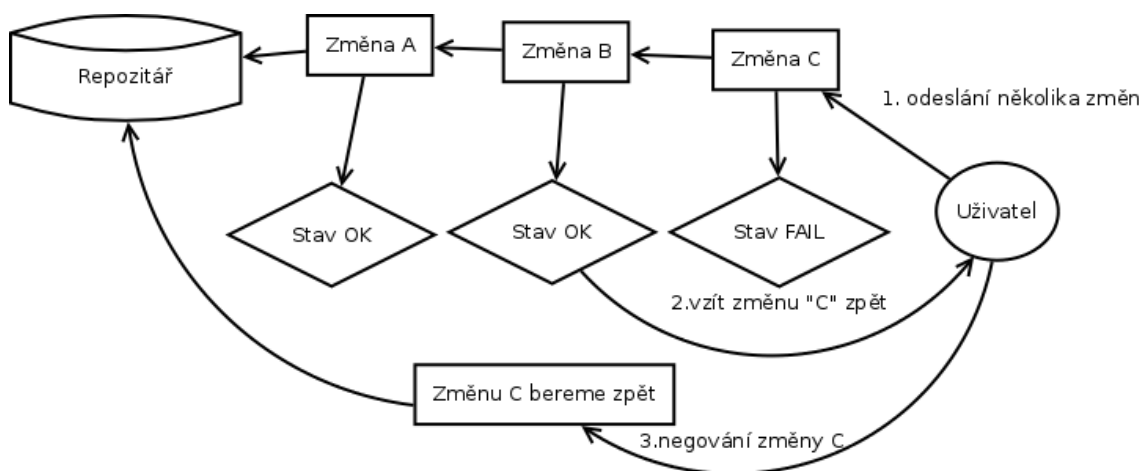 Změna A
Změna B
Změna C
Repozitář
1. odeslání několika změn
Uživatel
Stav OK
Stav OK
Stav FAIL
2.vzít změnu "C" zpět
Změnu C bereme zpět
3.negování změny C